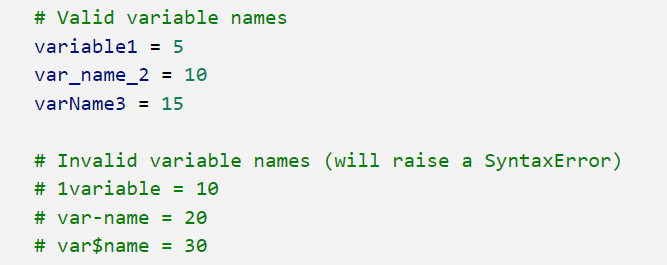 # Valid variable names
variable1 = 5
var_name_2 = 10
varName3 = 15
# Invalid variable names (will raise a SyntaxError)
# 1variable = 10
# var-name = 20
# var$name = 30